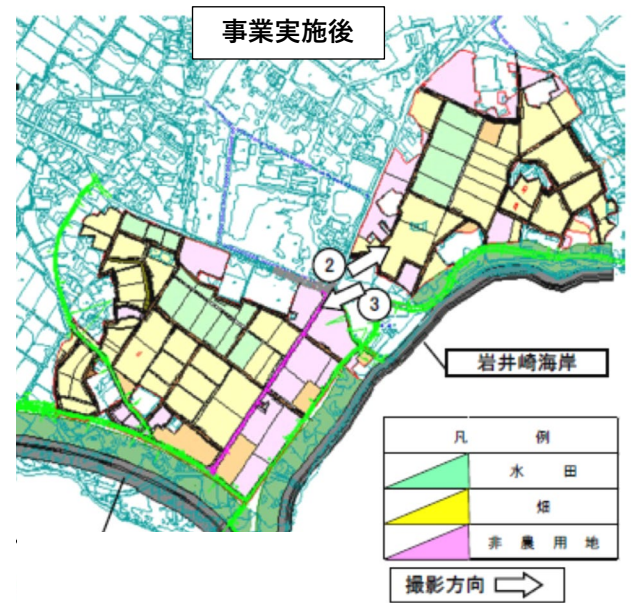 事業実施後
②
③
岩井崎海岸
凡 例
水 田
畑
非 農 用 地
撮影方向